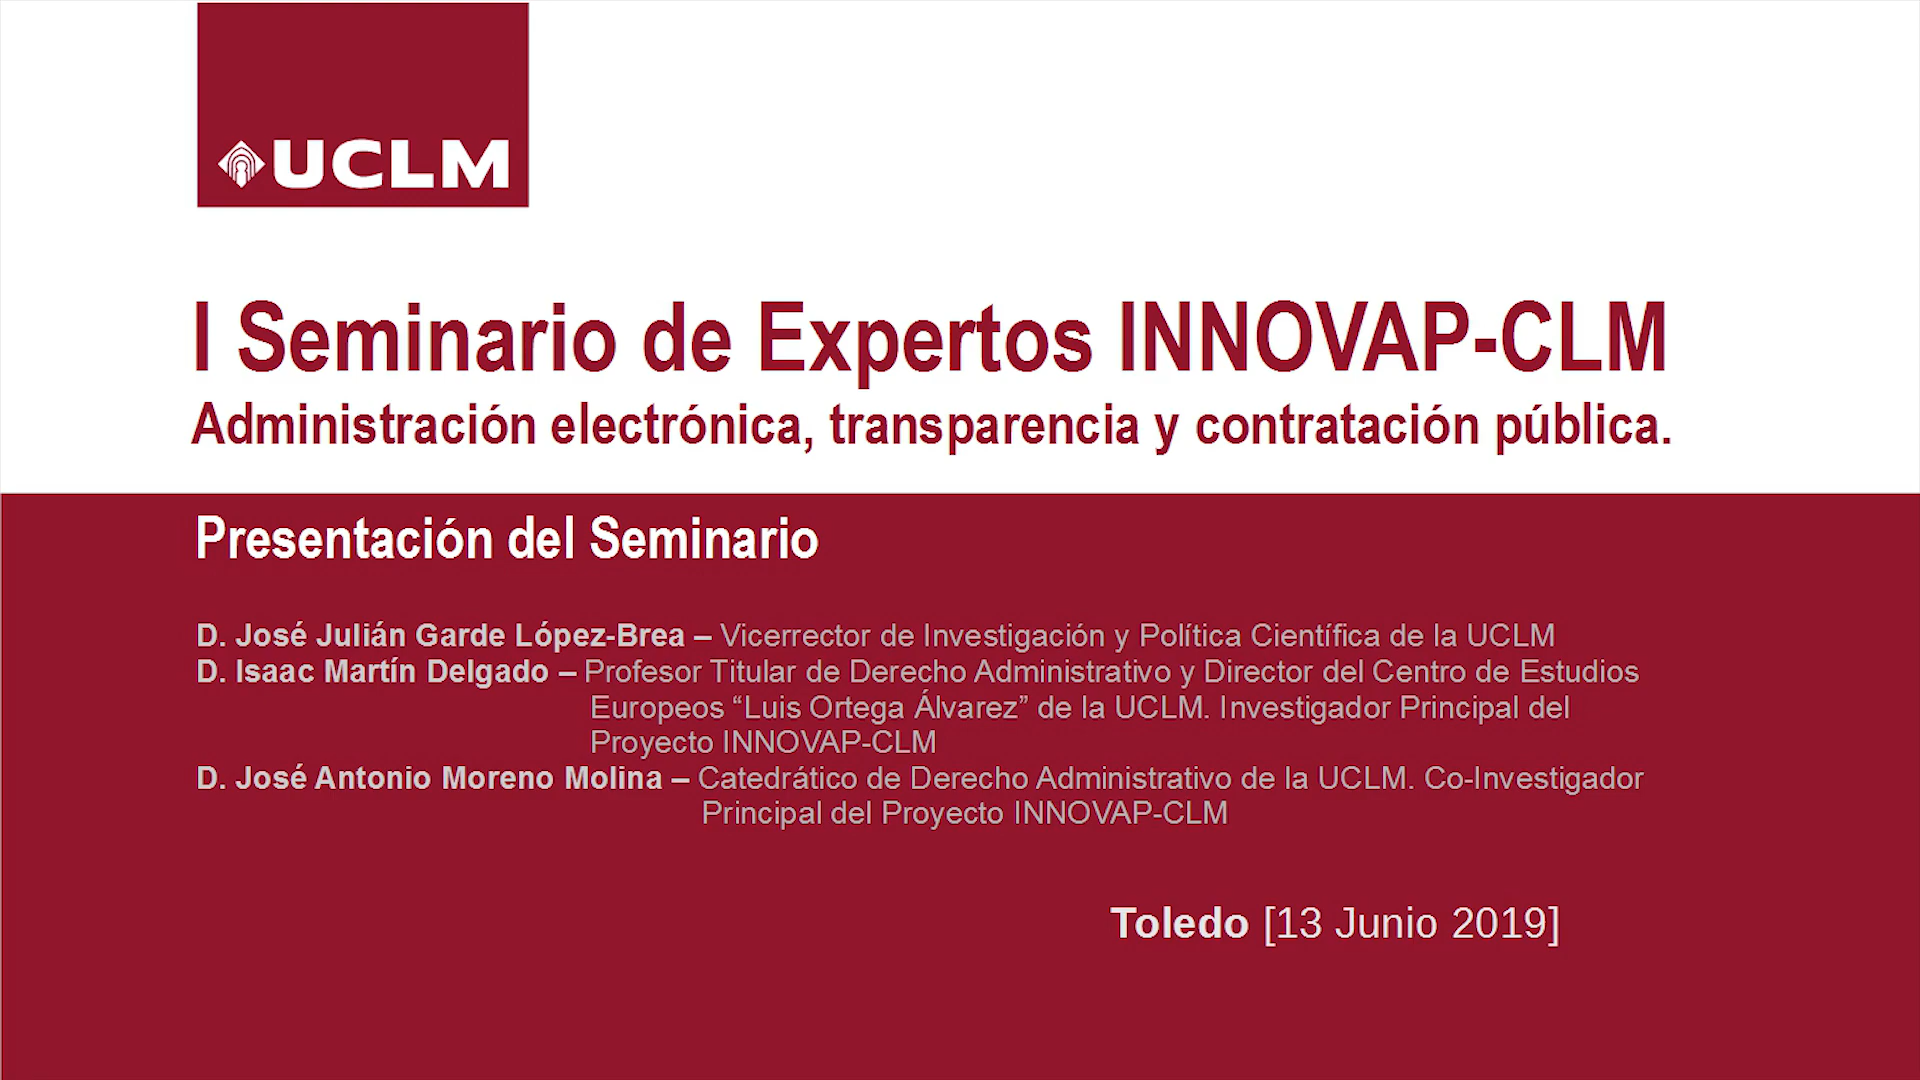 UCLM
I Seminario de Expertos INNOVAP-CLM
Administración electrónica, transparencia y contratación pública.
Presentación del Seminario
D. José Julián Garde López-Brea – Vicerrector de Investigación y Política Científica de la UCLM
D. Isaac Martín Delgado – Profesor Titular de Derecho Administrativo y Director del Centro de Estudios
Europeos “Luis Ortega Álvarez” de la UCLM. Investigador Principal del
Proyecto INNOVAP-CLM
D. José Antonio Moreno Molina – Catedrático de Derecho Administrativo de la UCLM. Co-Investigador
Principal del Proyecto INNOVAP-CLM
Toledo [13 Junio 2019]